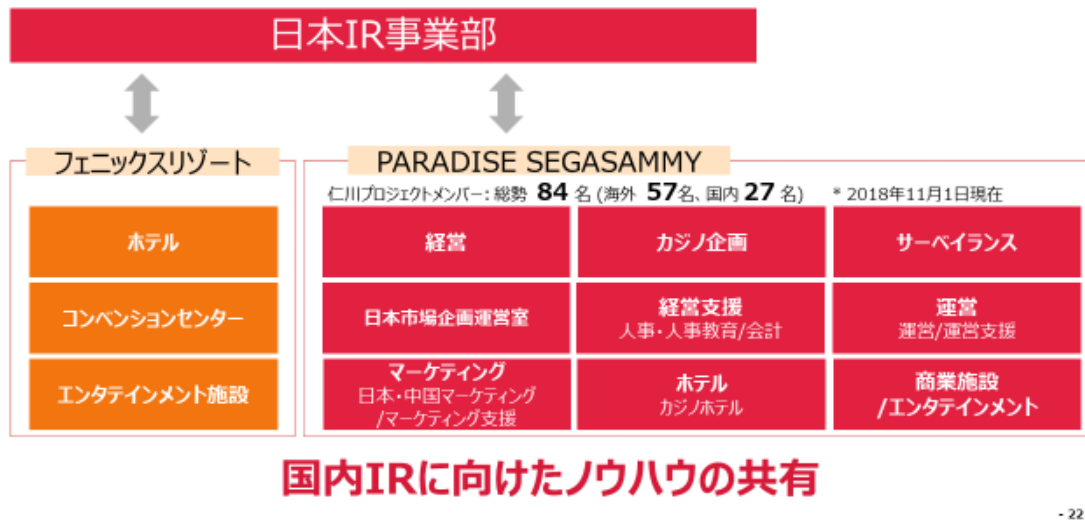 日本IR事業部
フェニックスリゾート
ホテル
コンベンションセンター
エンタテインメント施設
PARADISE SEGASAMMY
仁川プロジェクトメンバー：総勢 84 名 (海外 57名、国内 27 名) * 2018年11月1日現在
経営
カジノ企画
サーベイランス
日本市場企画運営室
経営支援
人事・人事教育/会計
運営
運営/運営支援
マーケティング
日本・中国マーケティング
/マーケティング支援
ホテル
カジノホテル
商業施設
/エンタテインメント
国内IRに向けたノウハウの共有
- 22